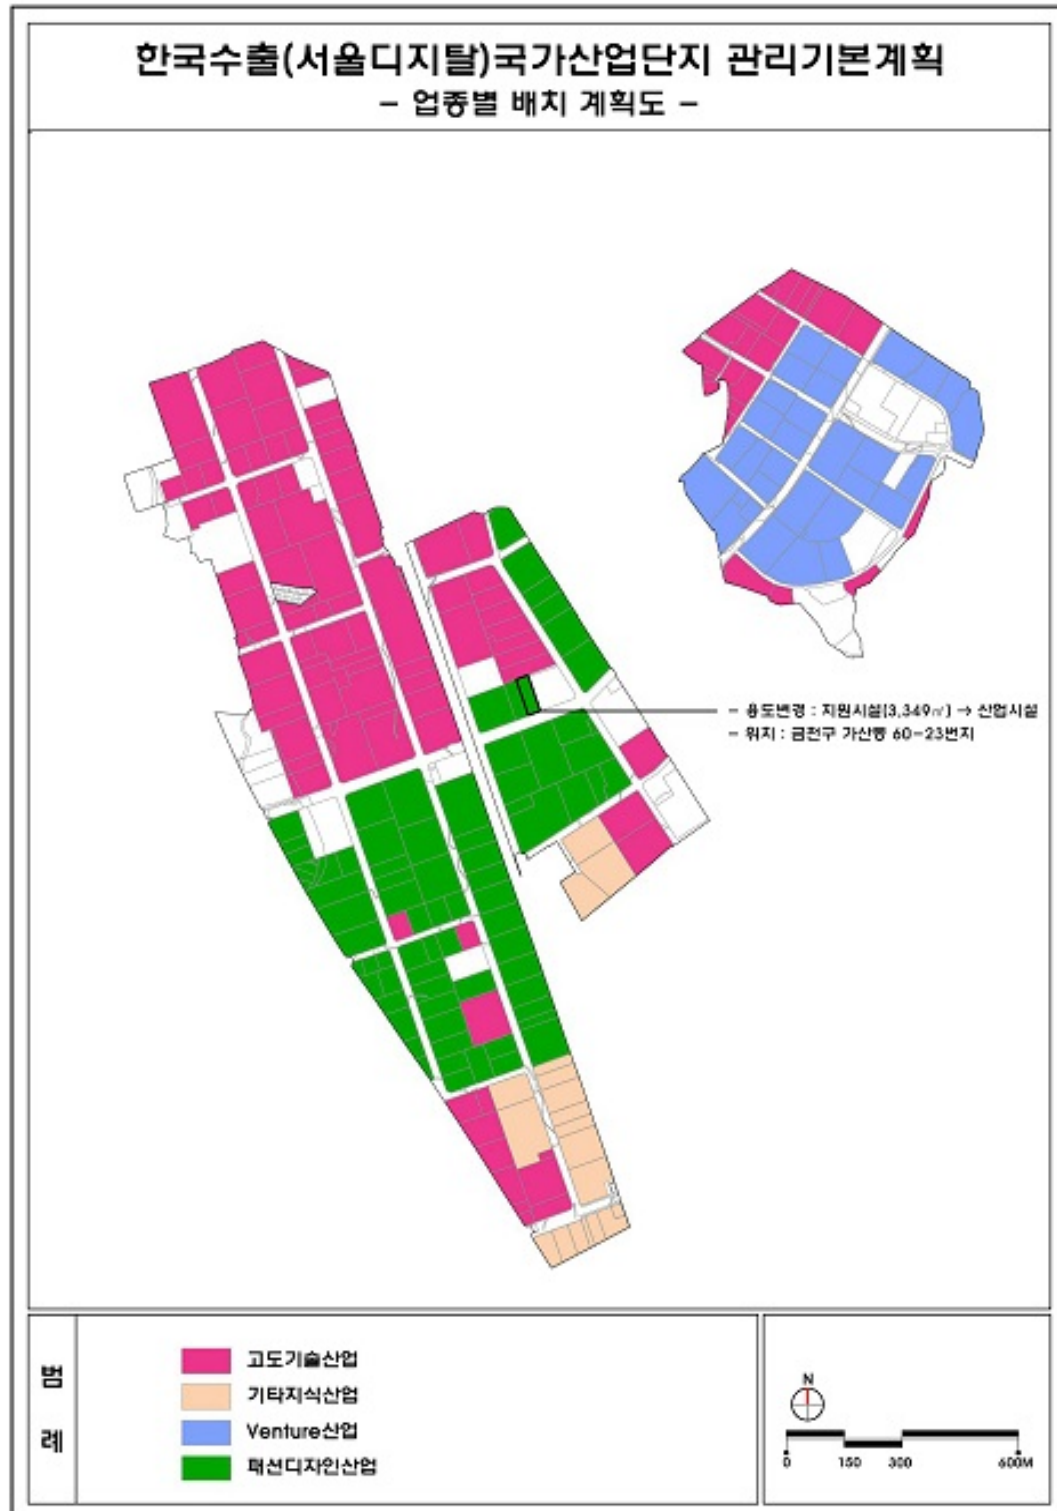 한국수출(서울디지탈)국가산업단지 관리기본계획
- 업종별 배치 계획도 -
- 용도변경 : 지원시설(3,349㎡) → 산업시설
- 위치 : 금천구 가산동 60-23번지
범
례
고도기술산업
기타지식산업
Venture산업
패션디자인산업
N
0 150 300 600M